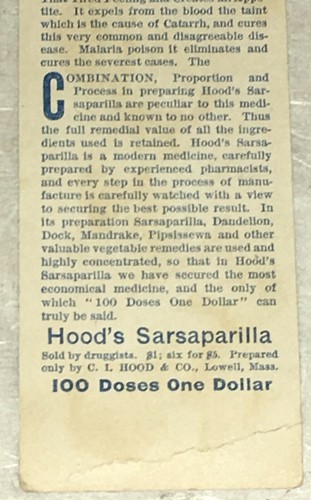 That Tired Feeling and Creates an Appe-
tite. It expels from the blood the taint
which is the cause of Catarrh, and cures
this very common and disagreeable dis-
ease. Malaria poison it eliminates and
cures the severest cases. The
COMBINATION, Proportion and
Process in preparing Hood's Sar-
saparilla are peculiar to this medi-
cine and known to no other. Thus
the full remedial value of all the ingre-
dients used is retained. Hood's Sarsa-
parilla is a modern medicine, carefully
prepared by experienced pharmacists,
and every step in the process of manu-
facture is carefully watched with a view
to securing the best possible result. In
its preparation Sarsaparilla, Dandelion,
Dock, Mandrake, Pipsissewa and other
valuable vegetable remedies are used and
highly concentrated, so that in Hood's
Sarsaparilla we have secured the most
economical medicine, and the only of
which "100 Doses One Dollar" can
truly be said.
Hood's Sarsaparilla
Sold by druggists. $1; six for $5. Prepared
only by C. I. HOOD & CO., Lowell, Mass.
100 Doses One Dollar